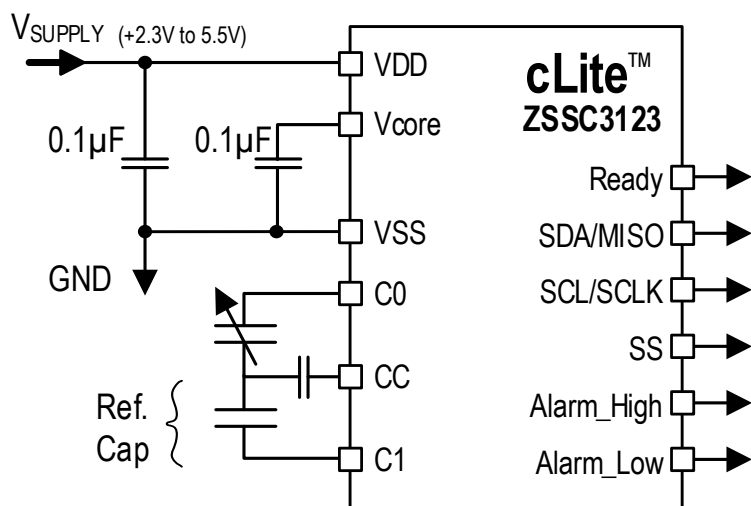 VSUPPLY (+2.3V to 5.5V)
VDD
cLite™
ZSSC3123
0.1µF
0.1µF
Vcore
Ready
VSS
SDA/MISO
GND
C0
SCL/SCLK
SS
CC
Ref.
Cap
Alarm_High
C1
Alarm_Low